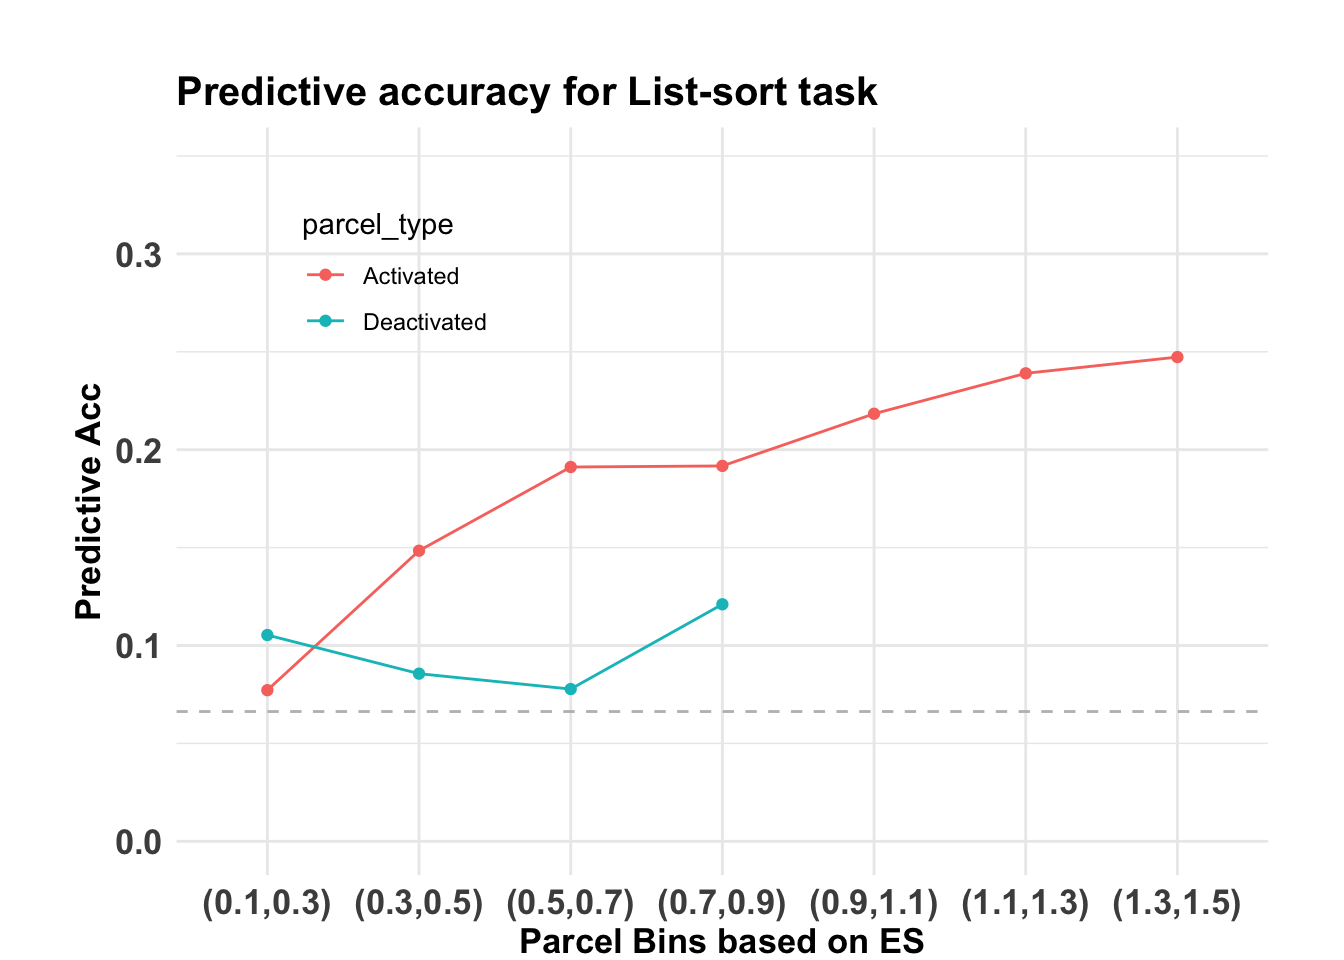 Predictive accuracy for List-sort task
parcel_type
Activated
Deactivated
Predictive Acc
0.3
0.2
0.1
0.0
(0.1,0.3) (0.3,0.5) (0.5,0.7) (0.7,0.9) (0.9,1.1) (1.1,1.3) (1.3,1.5)
Parcel Bins based on ES